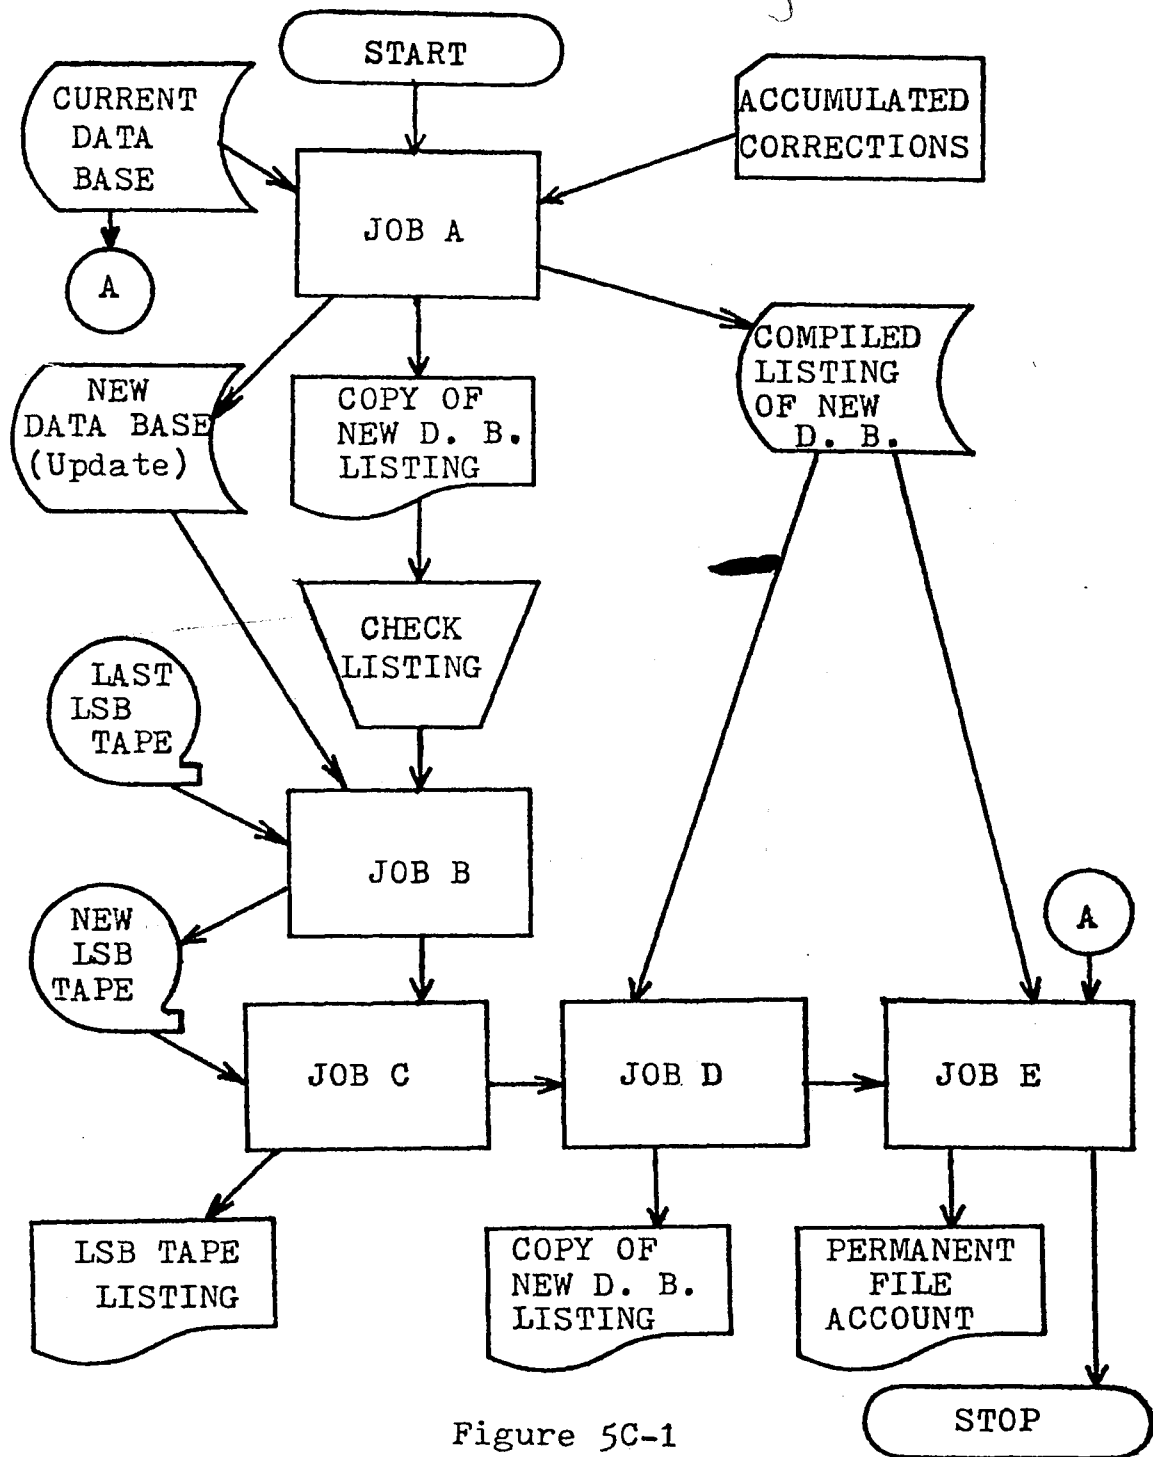 START
CURRENT
DATA
BASE
ACCUMULATED
CORRECTIONS
JOB A
A
NEW
DATA BASE
(Update)
COPY OF
NEW D. B.
LISTING
COMPILED
LISTING
OF NEW
D. B.
CHECK
LISTING
LAST
LSB
TAPE
JOB B
NEW
LSB
TAPE
A
JOB C
JOB D
JOB E
LSB TAPE
LISTING
COPY OF
NEW D. B.
LISTING
PERMANENT
FILE
ACCOUNT
STOP
Figure 5C-1